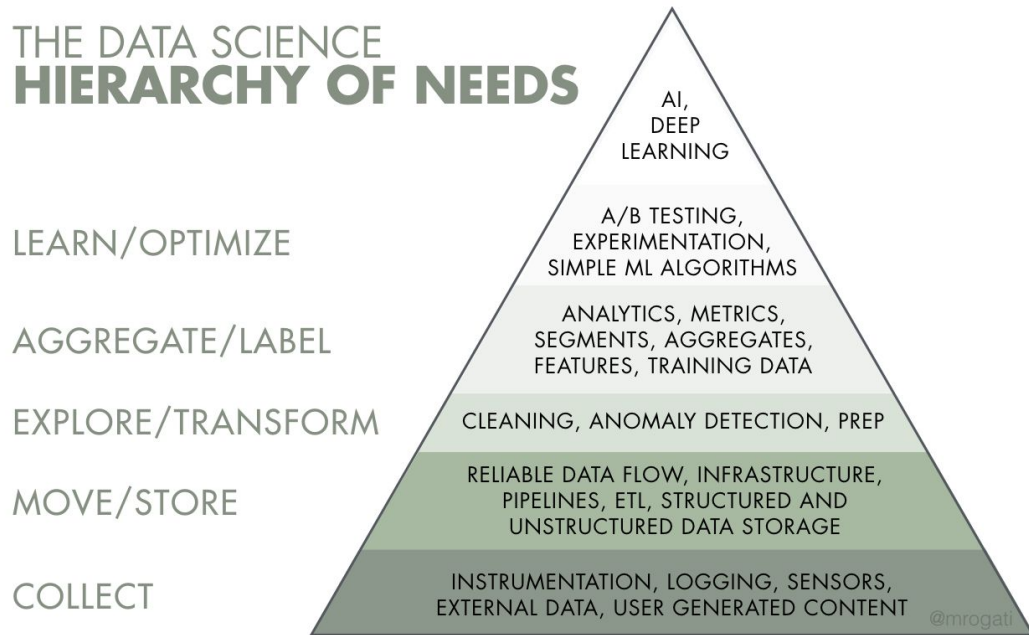 THE DATA SCIENCE
HIERARCHY OF NEEDS
AI,
DEEP
LEARNING
LEARN/OPTIMIZE
A/B TESTING,
EXPERIMENTATION,
SIMPLE ML ALGORITHMS
AGGREGATE/LABEL
ANALYTICS, METRICS,
SEGMENTS, AGGREGATES,
FEATURES, TRAINING DATA
EXPLORE/TRANSFORM
CLEANING, ANOMALY DETECTION, PREP
MOVE/STORE
RELIABLE DATA FLOW, INFRASTRUCTURE,
PIPELINES, ETL, STRUCTURED AND
UNSTRUCTURED DATA STORAGE
COLLECT
INSTRUMENTATION, LOGGING, SENSORS,
EXTERNAL DATA, USER GENERATED CONTENT
@mrogati